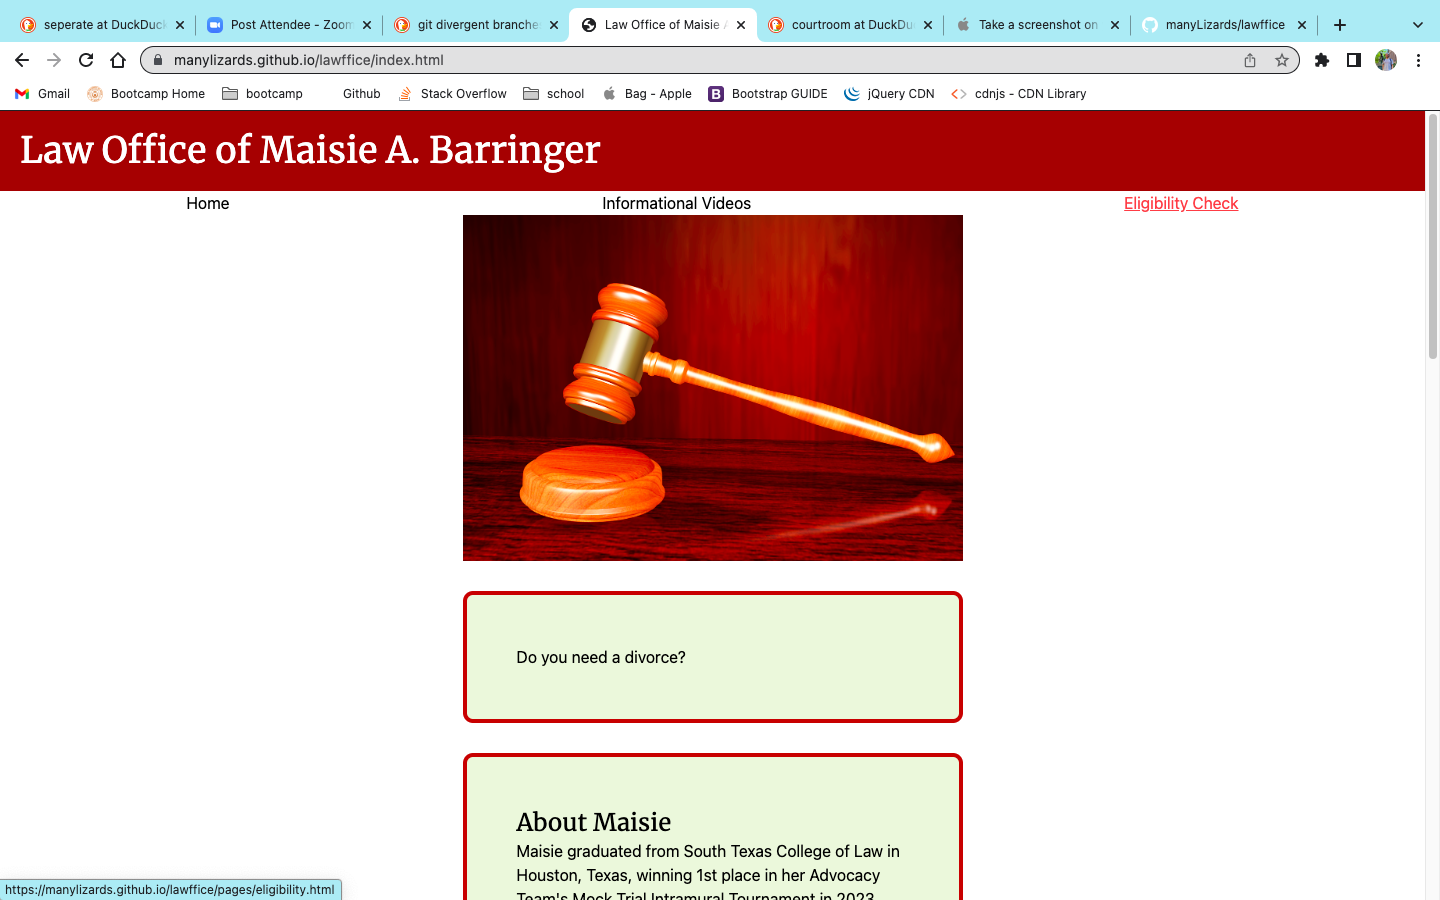 seperate at DuckDuck
Post Attendee - Zoom
git divergent branche
Law Office of Maisie A
courtroom at DuckDu
Take a screenshot on
manyLizards/lawffice
manylizards.github.io/lawffice/index.html
Gmail
Bootcamp Home
bootcamp
Github
Stack Overflow
school
Bag - Apple
Bootstrap GUIDE
jQuery CDN
cdnjs - CDN Library
Law Office of Maisie A. Barringer
Home
Informational Videos
Eligibility Check
Do you need a divorce?
About Maisie
Maisie graduated from South Texas College of Law in
Houston, Texas, winning 1st place in her Advocacy
Team's Mock Trial Intramural Tournament in 2023
https://manylizards.github.io/lawffice/pages/eligibility.html